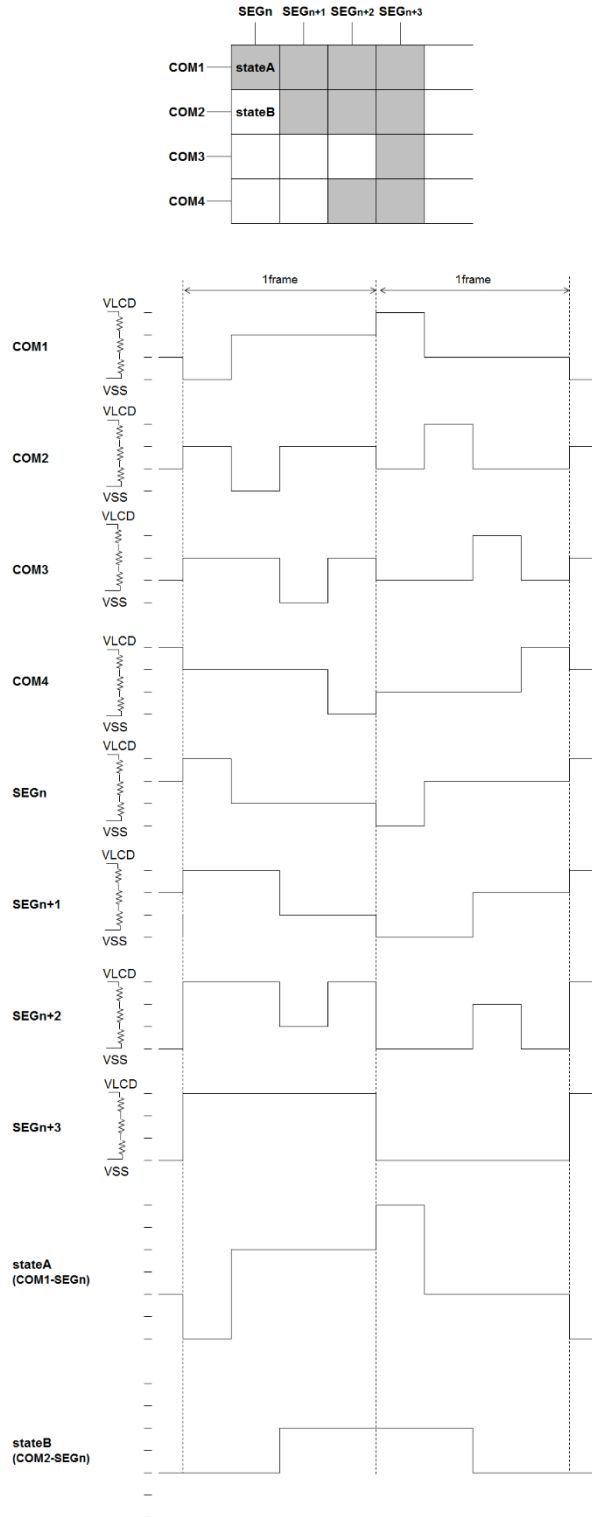 SEGn SEGn+1 SEGn+2 SEGn+3
COM1 stateA
COM2 stateB
COM3
COM4
1frame 1frame
VLCD
COM1
VSS
VLCD
COM2
VSS
VLCD
COM3
VSS
VLCD
COM4
VSS
VLCD
SEGn
VSS
VLCD
SEGn+1
VSS
VLCD
SEGn+2
VSS
VLCD
SEGn+3
VSS
stateA
(COM1-SEGn)
stateB
(COM2-SEGn)